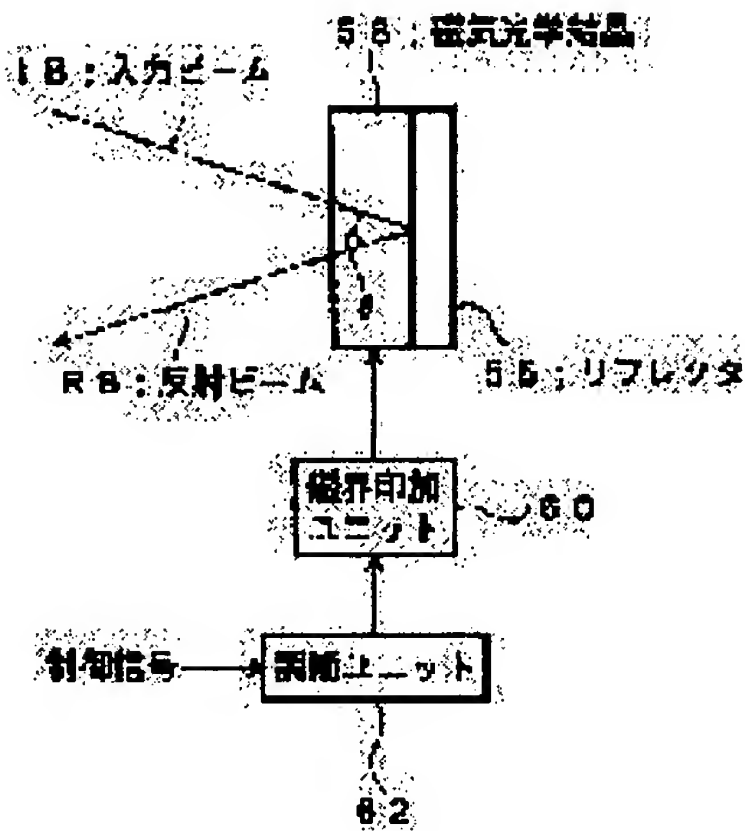 58;磁気光学結晶
IB;入力ビーム
θ
RB;反射ビーム
56;リフレクタ
磁界印加
ユニット
60
制御信号
調節ユニット
62